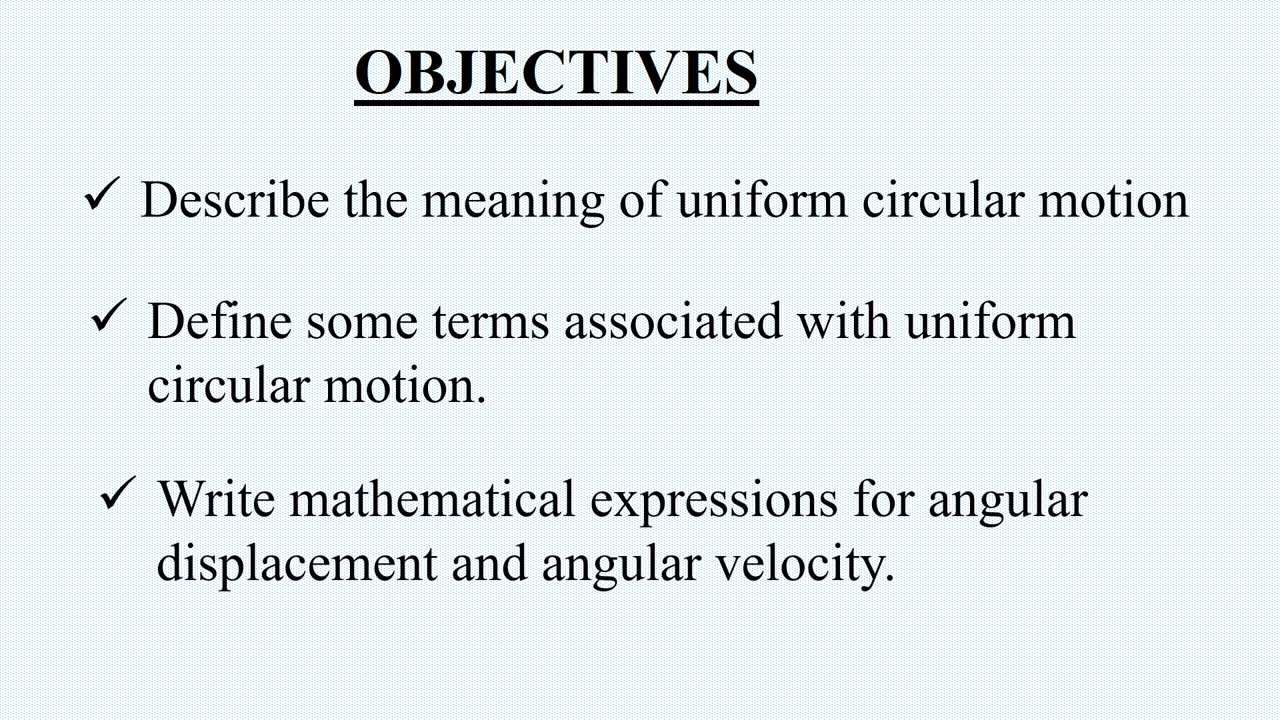 OBJECTIVES
✓ Describe the meaning of uniform circular motion
✓ Define some terms associated with uniform
circular motion.
✓ Write mathematical expressions for angular
displacement and angular velocity.